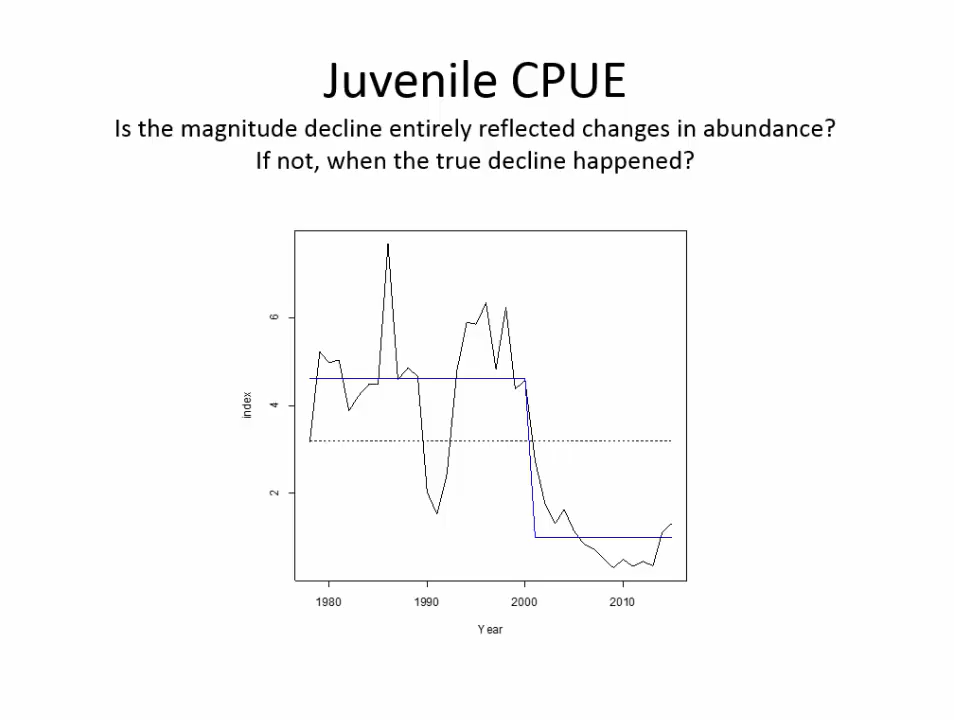 Juvenile CPUE
Is the magnitude decline entirely reflected changes in abundance?
If not, when the true decline happened?
6
4
2
index
1980 1990 2000 2010
Year